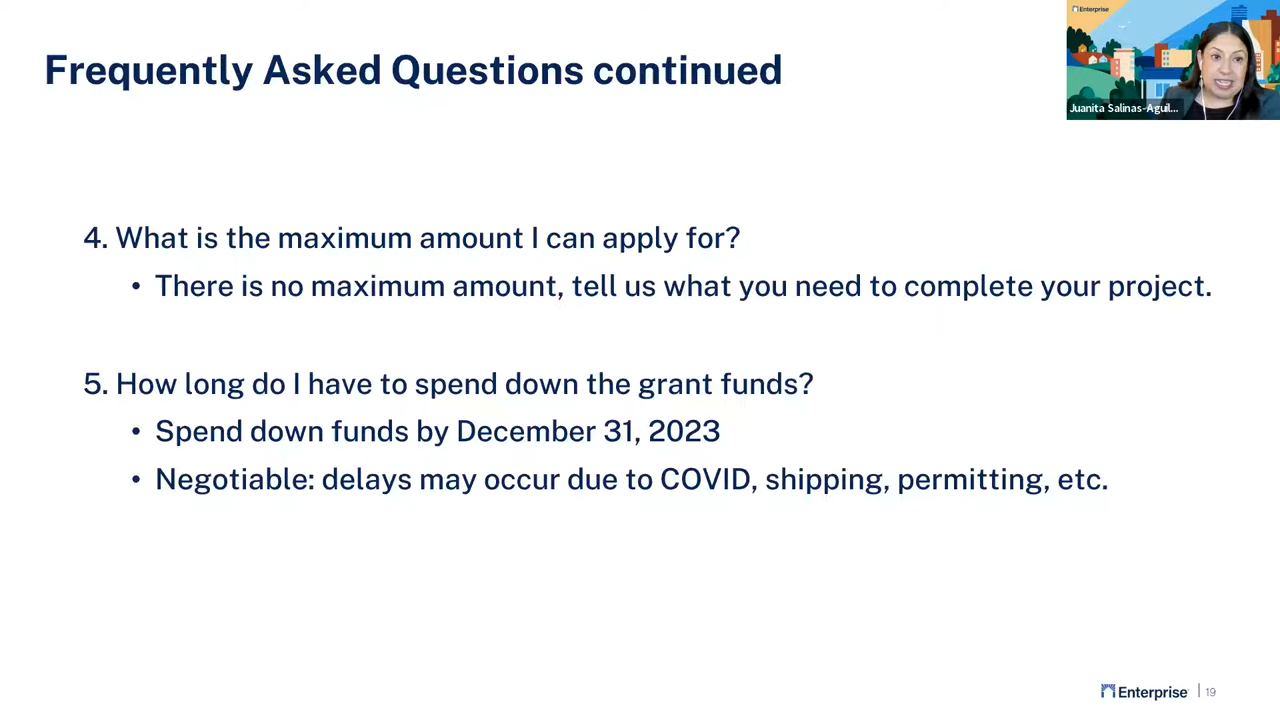 Frequently Asked Questions continued
Enterprise
Juanita Salinas-Aguil...
4. What is the maximum amount I can apply for?
• There is no maximum amount, tell us what you need to complete your project.
5. How long do I have to spend down the grant funds?
• Spend down funds by December 31, 2023
• Negotiable: delays may occur due to COVID, shipping, permitting, etc.
Enterprise | 19